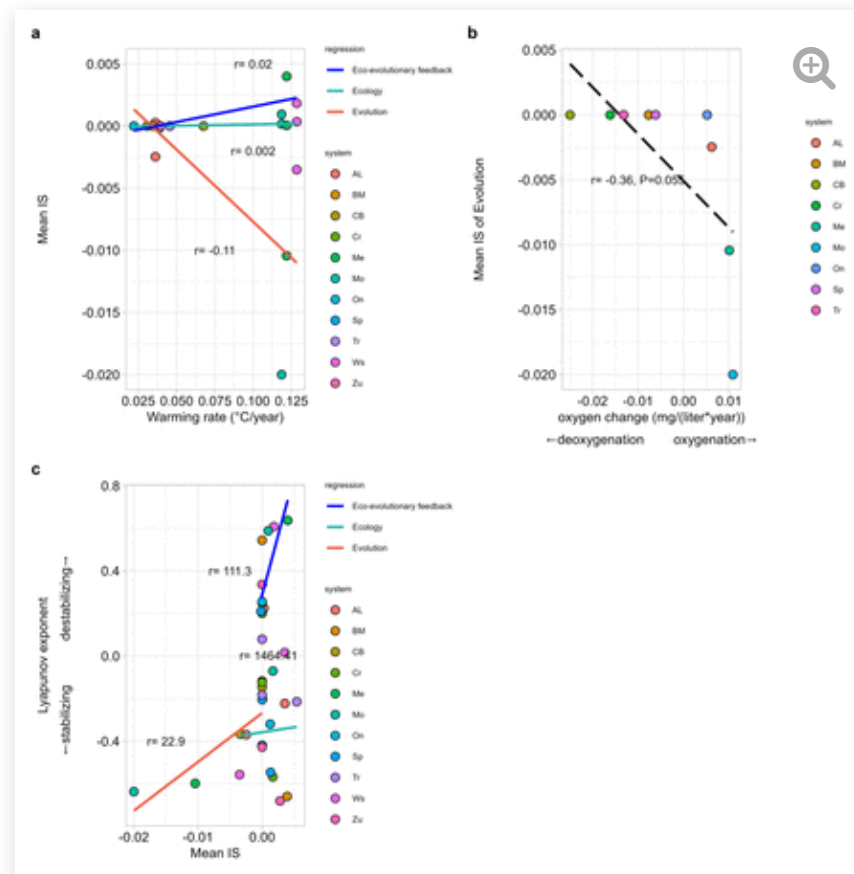 a
0.005
0.000
-0.005
-0.010
-0.015
-0.020
Mean IS
r= 0.02
r= 0.002
r= -0.11
0.025 0.050 0.075 0.100 0.125
Warming rate (°C/year)
regression
Eco-evolutionary feedback
Ecology
Evolution
system
AL
BM
CB
Cr
Me
Mo
On
Sp
Tr
Ws
Zu
b
0.005
0.000
-0.005
-0.010
-0.015
-0.020
Mean IS of Evolution
r= -0.36, P=0.053
-0.02 -0.01 0.00 0.01
oxygen change (mg/(liter*year))
←deoxygenation oxygenation→
system
AL
BM
CB
Cr
Me
Mo
On
Sp
Tr
c
0.8
0.4
0.0
-0.4
Lyapunov exponent
←stabilizing destabilizing→
r= 111.3
r= 1464.41
r= 22.9
-0.02 -0.01 0.00
Mean IS
regression
Eco-evolutionary feedback
Ecology
Evolution
system
AL
BM
CB
Cr
Me
Mo
On
Sp
Tr
Ws
Zu